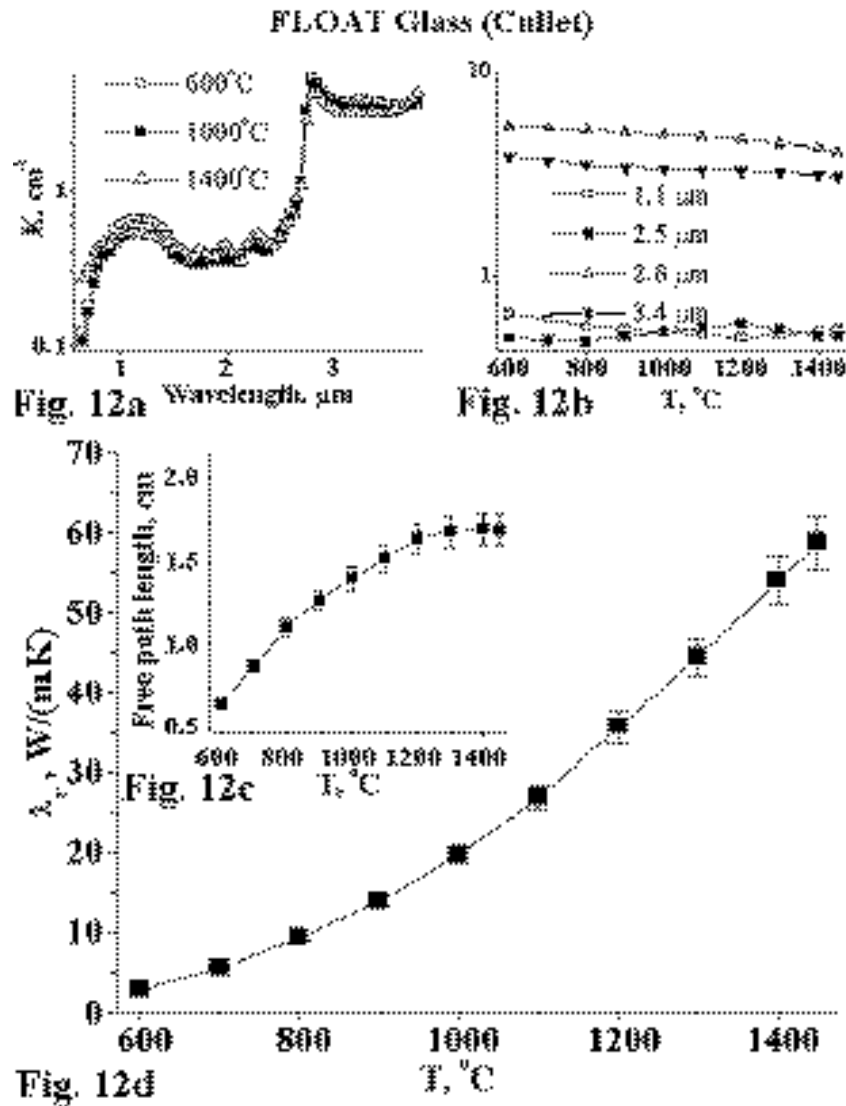 FLOAT Glass (Cullet)
K, cm⁻¹
1
0.1
600°C
1000°C
1400°C
1 2 3
Wavelength, μm
Fig. 12a
10
1
1.1 μm
2.5 μm
2.8 μm
3.4 μm
600 800 1000 1200 1400
T, °C
Fig. 12b
Free path length, cm
2.0
1.5
1.0
0.5
600 800 1000 1200 1400
T, °C
Fig. 12c
W/(mK)
70
60
50
40
30
20
10
0
600 800 1000 1200 1400
T, °C
Fig. 12d